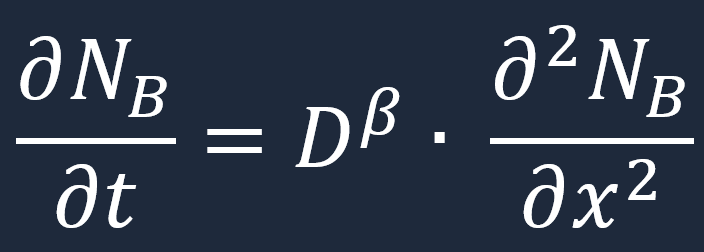 ∂N_B/∂t = D^β · ∂²N_B/∂x²